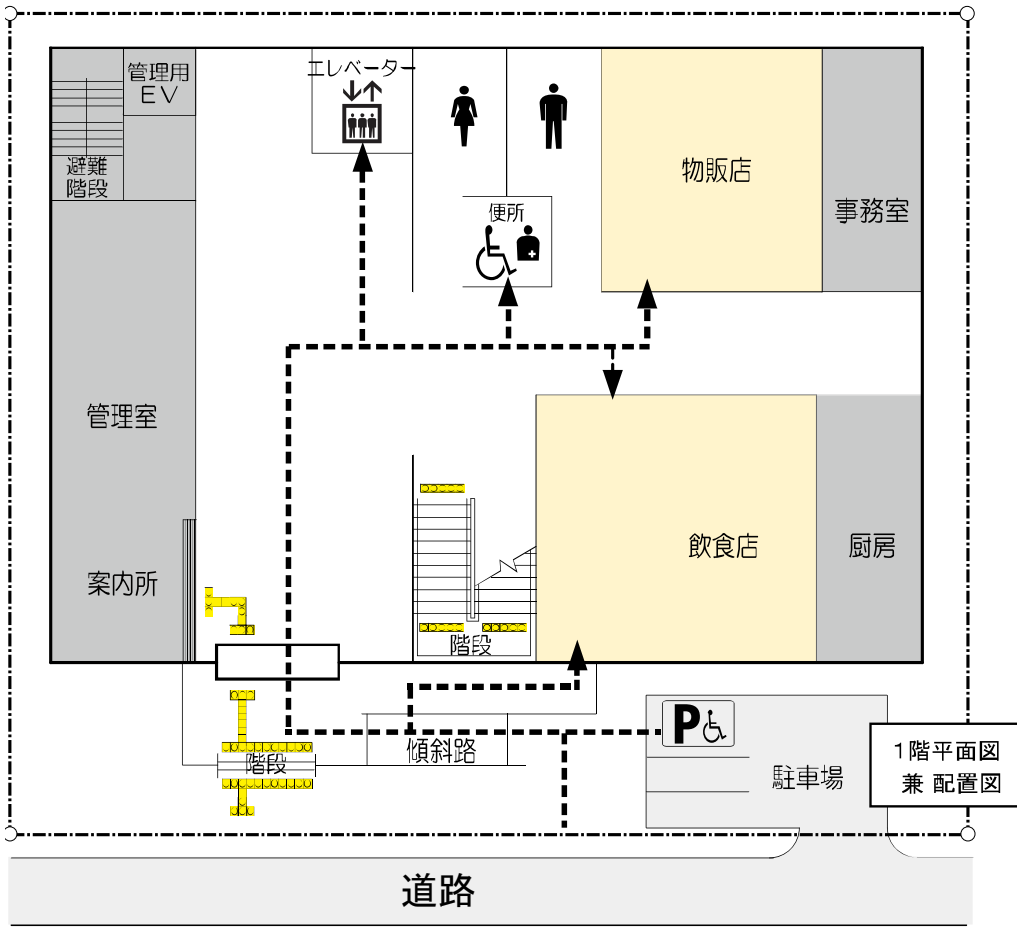 エレベーター
管理用
EV
避難
階段
物販店
事務室
便所
管理室
飲食店
厨房
案内所
階段
階段
傾斜路
P
駐車場
1階平面図
兼 配置図
道路